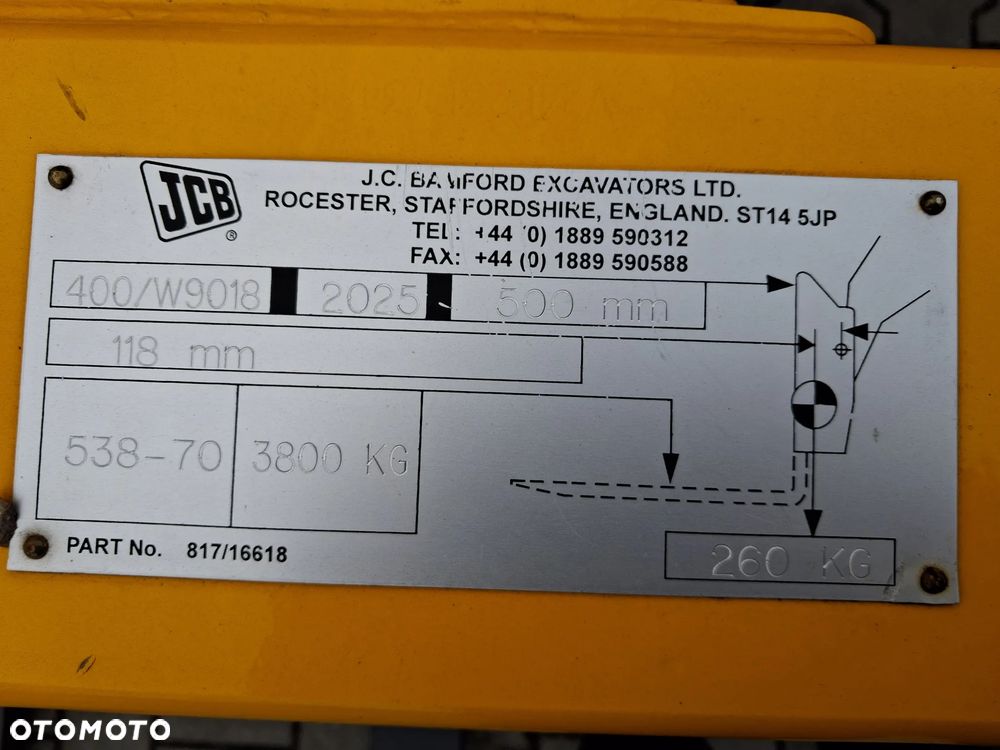 JCB
®
J.C. BAMFORD EXCAVATORS LTD.
ROCESTER, STAFFORDSHIRE, ENGLAND. ST14 5JP
TEL: +44 (0) 1889 590312
FAX: +44 (0) 1889 590588
400/W9018 2025 500 mm
118 mm
538-70 3800 KG
PART No. 817/16618
260 KG
OTOMOTO